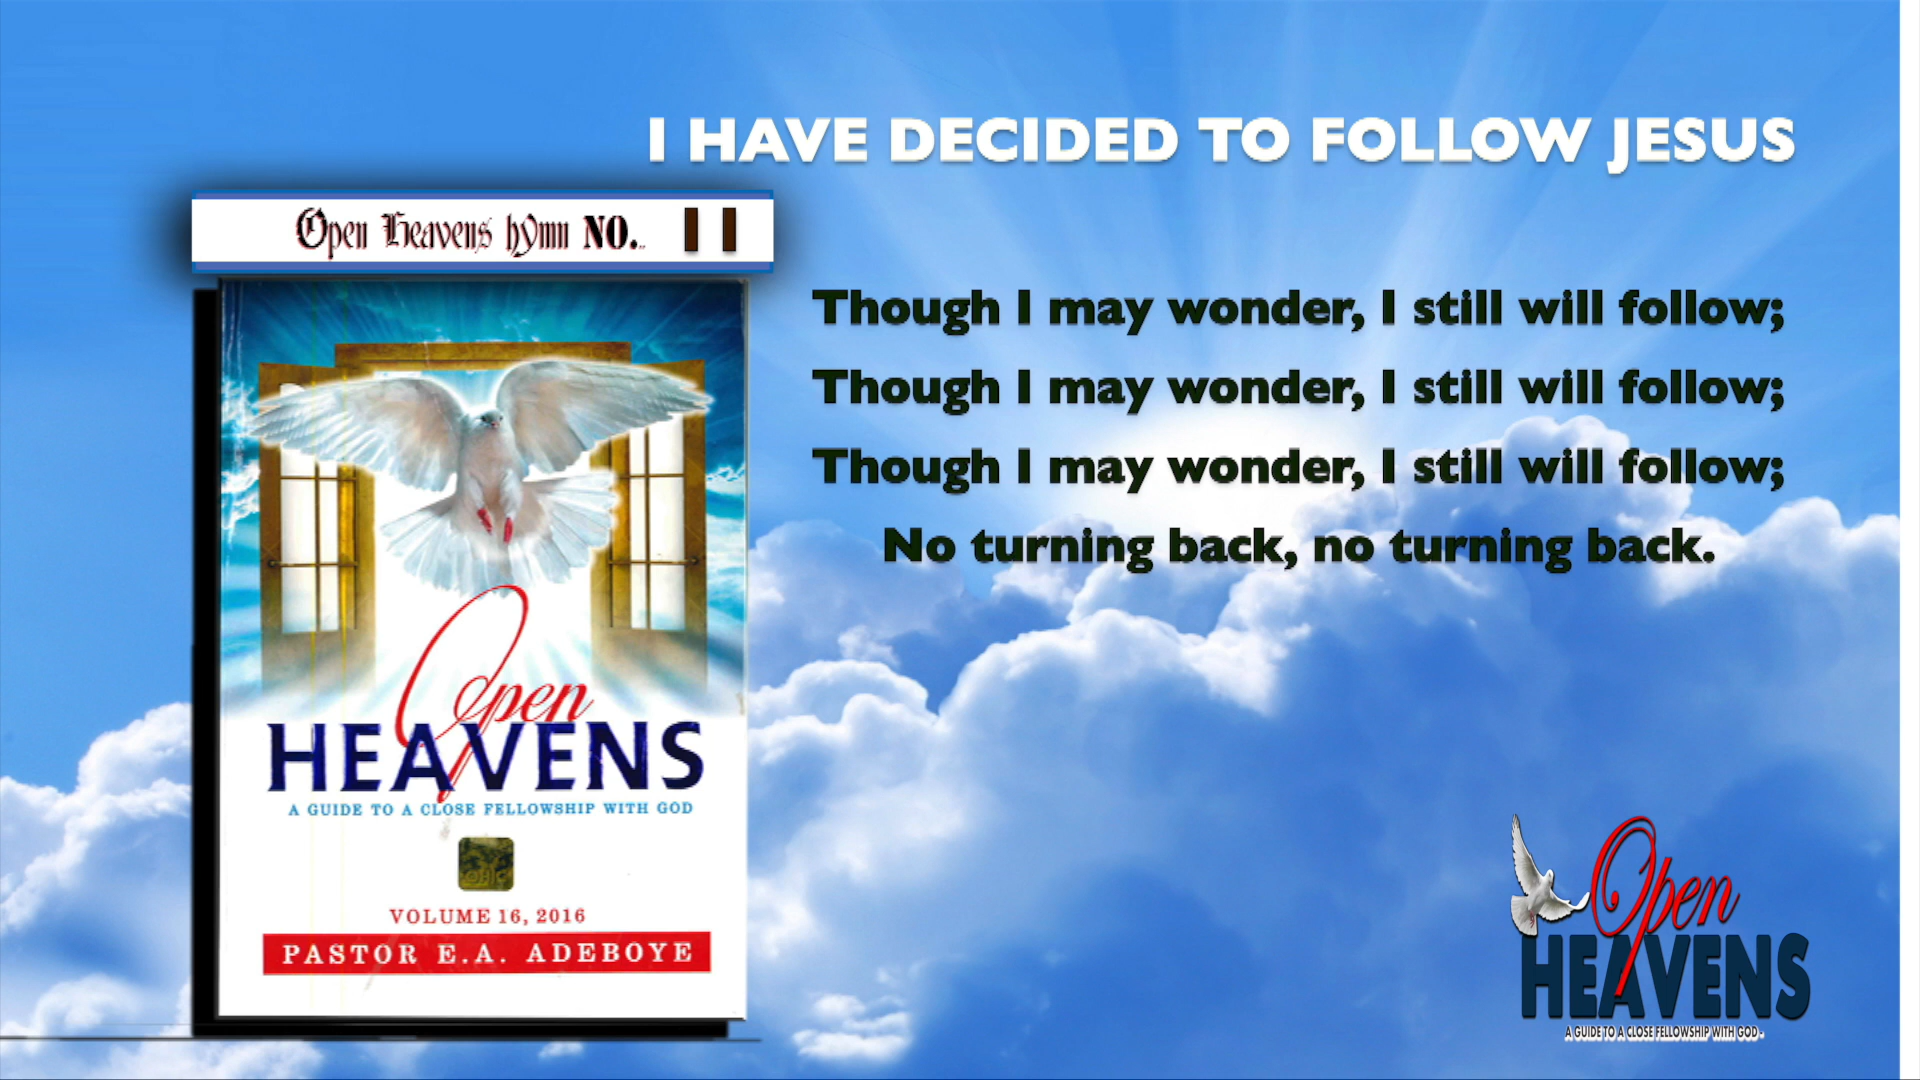 I HAVE DECIDED TO FOLLOW JESUS
Open Heavens hymn NO.. 11
Though I may wonder, I still will follow;
Though I may wonder, I still will follow;
Though I may wonder, I still will follow;
No turning back, no turning back.
Open
HEAVENS
A GUIDE TO A CLOSE FELLOWSHIP WITH GOD
VOLUME 16, 2016
PASTOR E.A. ADEBOYE
Open
HEAVENS
A GUIDE TO A CLOSE FELLOWSHIP WITH GOD -